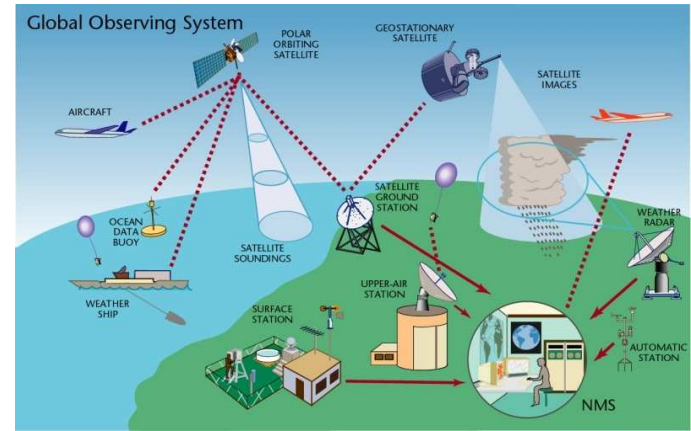 Global Observing System
POLAR
ORBITING
SATELLITE
GEOSTATIONARY
SATELLITE
SATELLITE
IMAGES
AIRCRAFT
OCEAN
DATA
BUOY
SATELLITE
SOUNDINGS
SATELLITE
GROUND
STATION
WEATHER
RADAR
WEATHER
SHIP
SURFACE
STATION
UPPER-AIR
STATION
AUTOMATIC
STATION
NMS